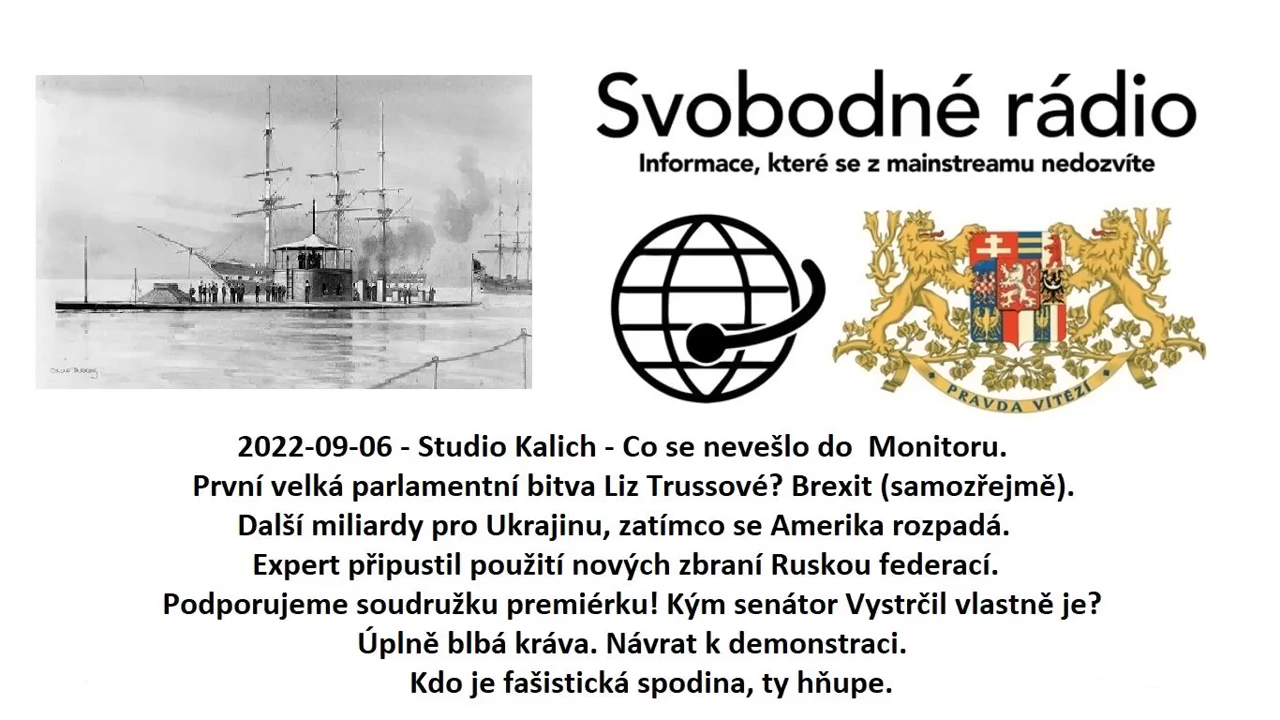 Svobodné rádio
Informace, které se z mainstreamu nedozvíte
PRAVDA VÍTĚZÍ
2022-09-06 - Studio Kalich - Co se nevešlo do  Monitoru.
První velká parlamentní bitva Liz Trussové? Brexit (samozřejmě).
Další miliardy pro Ukrajinu, zatímco se Amerika rozpadá.
Expert připustil použití nových zbraní Ruskou federací.
Podporujeme soudružku premiérku! Kým senátor Vystrčil vlastně je?
Úplně blbá kráva. Návrat k demonstraci.
Kdo je fašistická spodina, ty hňupe.